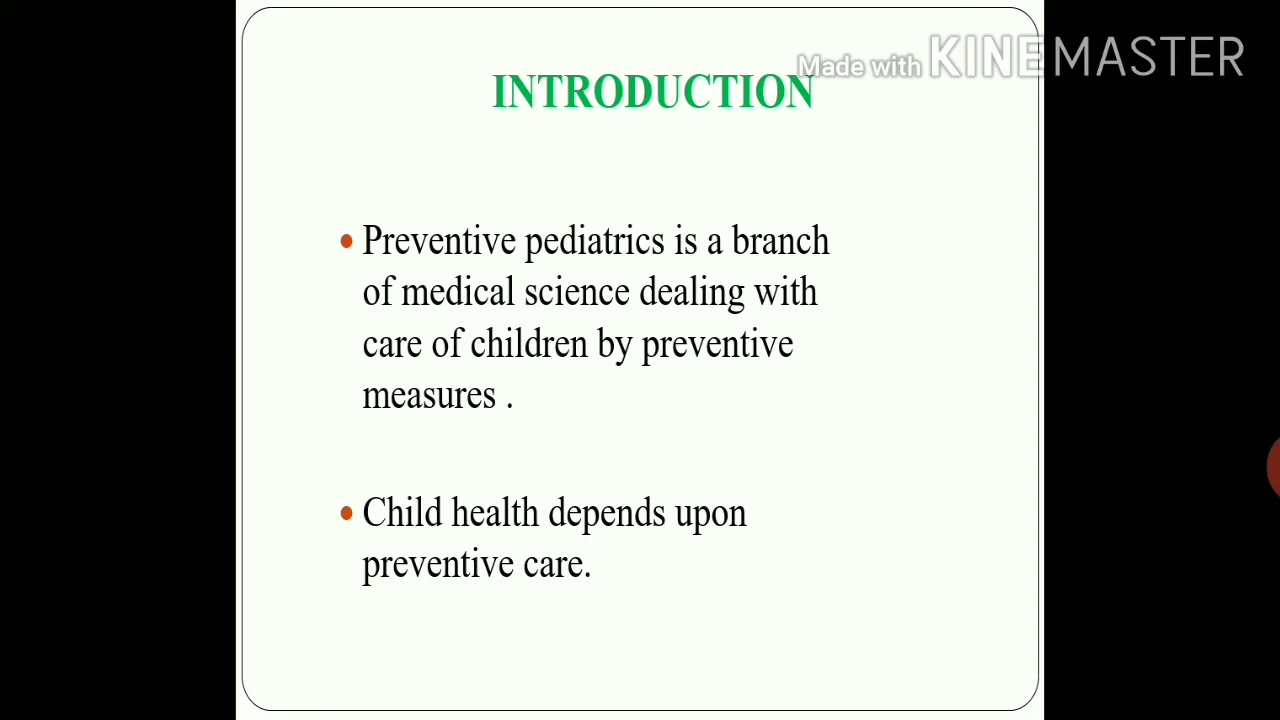 Made with KINEMASTER
INTRODUCTION
• Preventive pediatrics is a branch
of medical science dealing with
care of children by preventive
measures .
• Child health depends upon
preventive care.